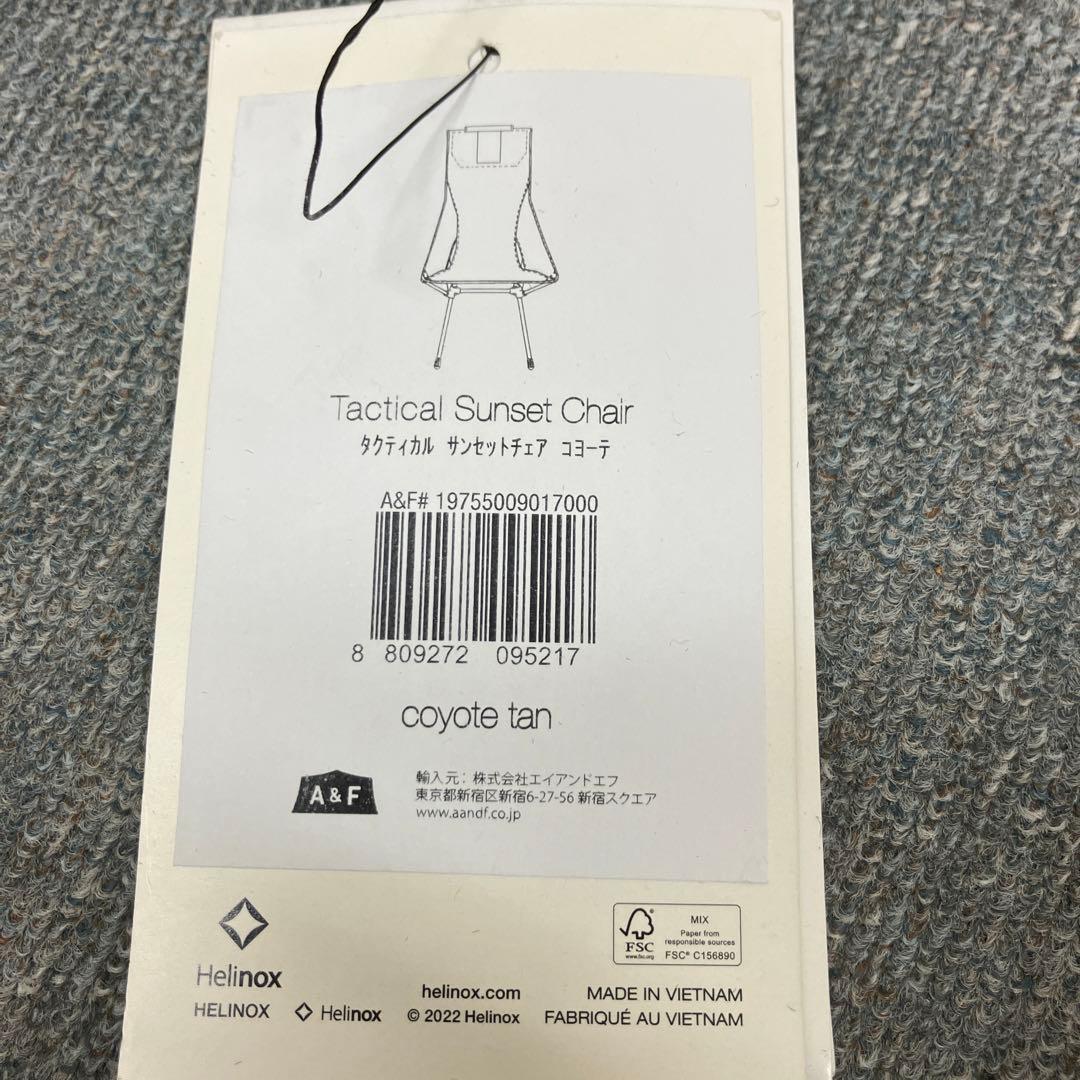 Tactical Sunset Chair
タクティカル サンセットチェア コヨーテ
A&F# 19755009017000
8 809272 095217
coyote tan
A & F
輸入元: 株式会社エイアンドエフ
東京都新宿区新宿6-27-56 新宿スクエア
www.aandf.co.jp
Helinox
HELINOX
Helinox
helinox.com
© 2022 Helinox
FSC
www.fsc.org
MIX
Paper from
responsible sources
FSC® C156890
MADE IN VIETNAM
FABRIQUÉ AU VIETNAM